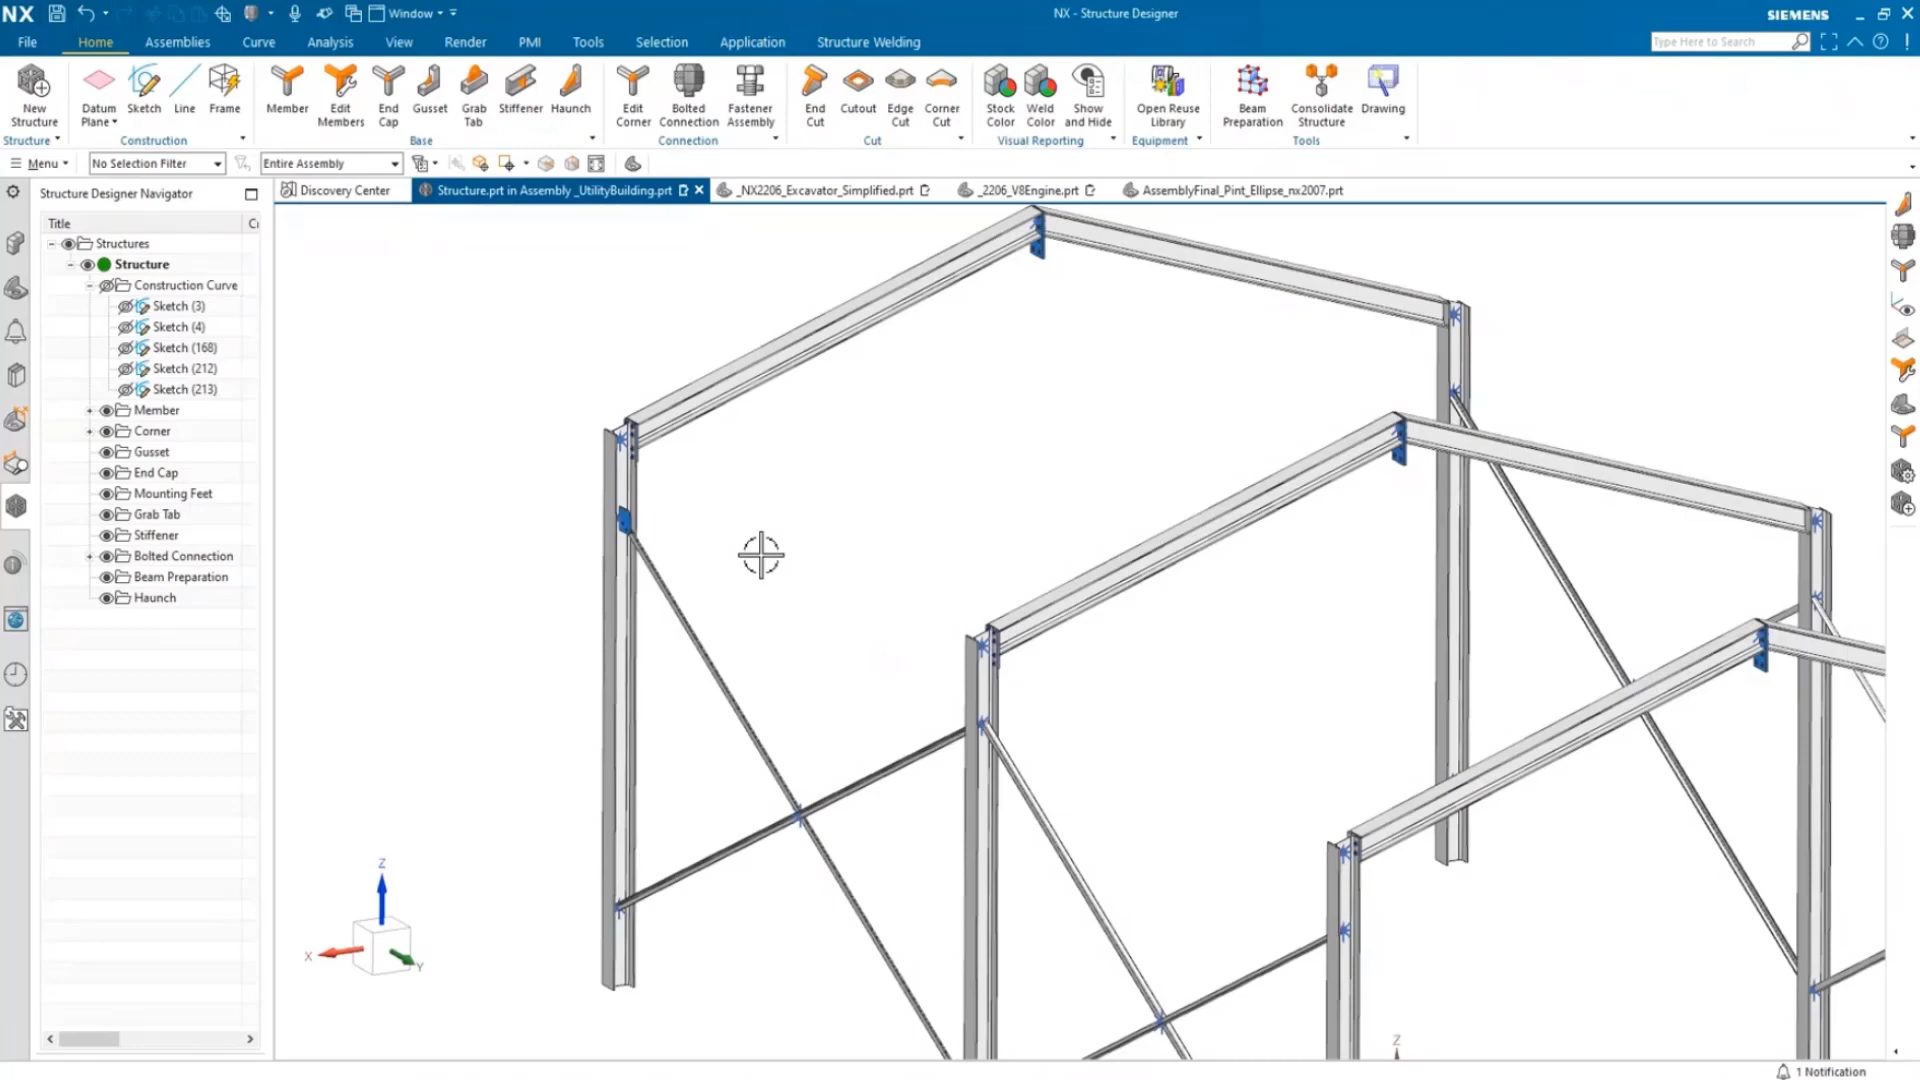 NX
Window
NX - Structure Designer
SIEMENS
File
Home
Assemblies
Curve
Analysis
View
Render
PMI
Tools
Selection
Application
Structure Welding
Type Here to Search
New Structure
Datum Plane
Sketch
Line
Frame
Member
Edit Members
End Cap
Gusset
Grab Tab
Stiffener
Haunch
Edit Corner
Bolted Connection
Fastener Assembly
End Cut
Cutout
Edge Cut
Corner Cut
Stock Color
Weld Color
Show and Hide
Open Reuse Library
Beam Preparation
Consolidate Structure
Drawing
Structure
Construction
Base
Connection
Cut
Visual Reporting
Equipment
Tools
Menu
No Selection Filter
Entire Assembly
Structure Designer Navigator
Discovery Center
Structure.prt in Assembly _UtilityBuilding.prt
_NX2206_Excavator_Simplified.prt
_2206_V8Engine.prt
AssemblyFinal_Pint_Ellipse_nx2007.prt
Title
Structures
Structure
Construction Curve
Sketch (3)
Sketch (4)
Sketch (168)
Sketch (212)
Sketch (213)
Member
Corner
Gusset
End Cap
Mounting Feet
Grab Tab
Stiffener
Bolted Connection
Beam Preparation
Haunch
Z
X
Y
Z
1 Notification